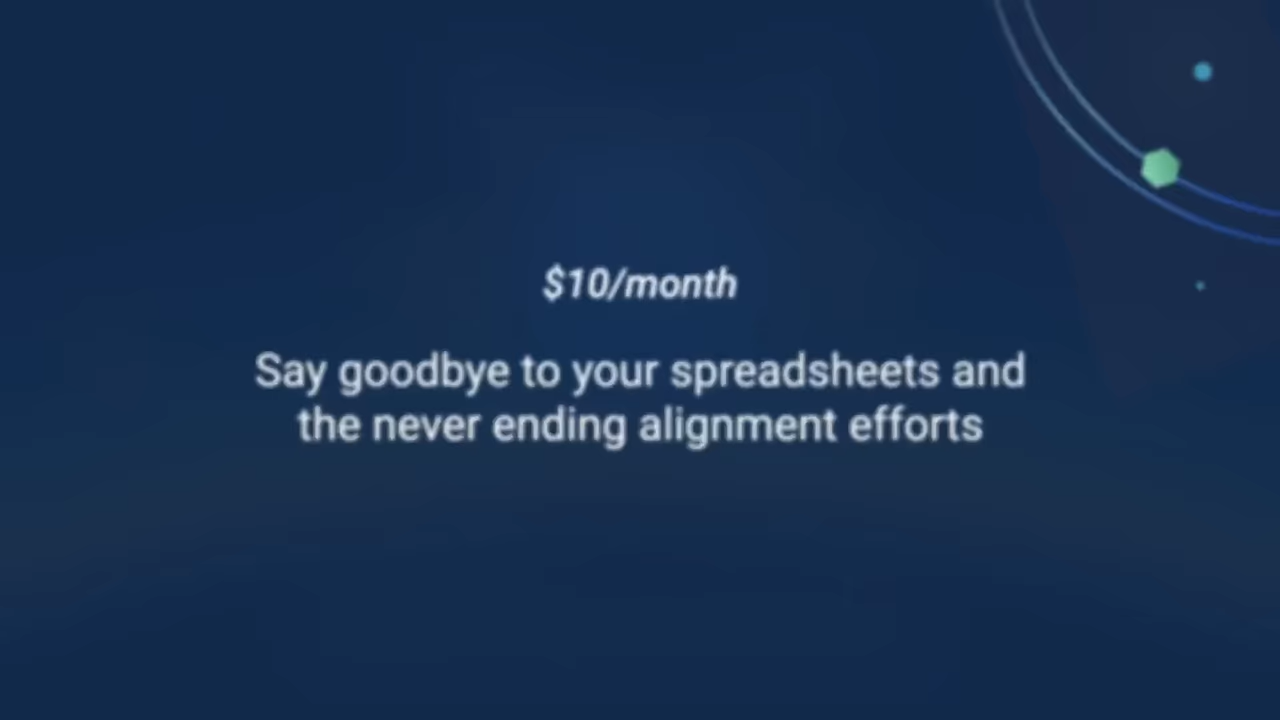 $10/month
Say goodbye to your spreadsheets and
the never ending alignment efforts